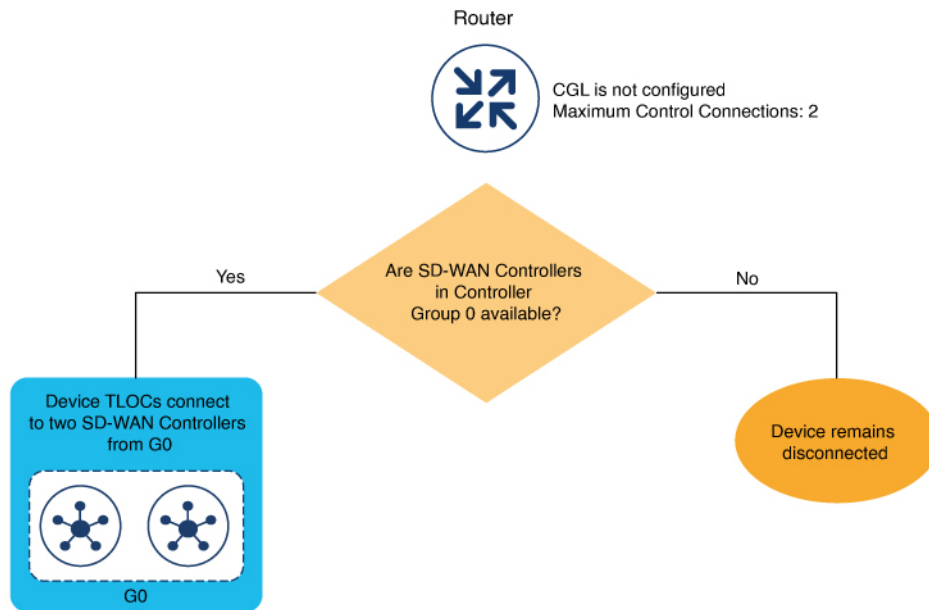 Router
CGL is not configured
Maximum Control Connections: 2
Are SD-WAN Controllers
in Controller
Group 0 available?
Yes
No
Device TLOCs connect
to two SD-WAN Controllers
from G0
G0
Device remains
disconnected